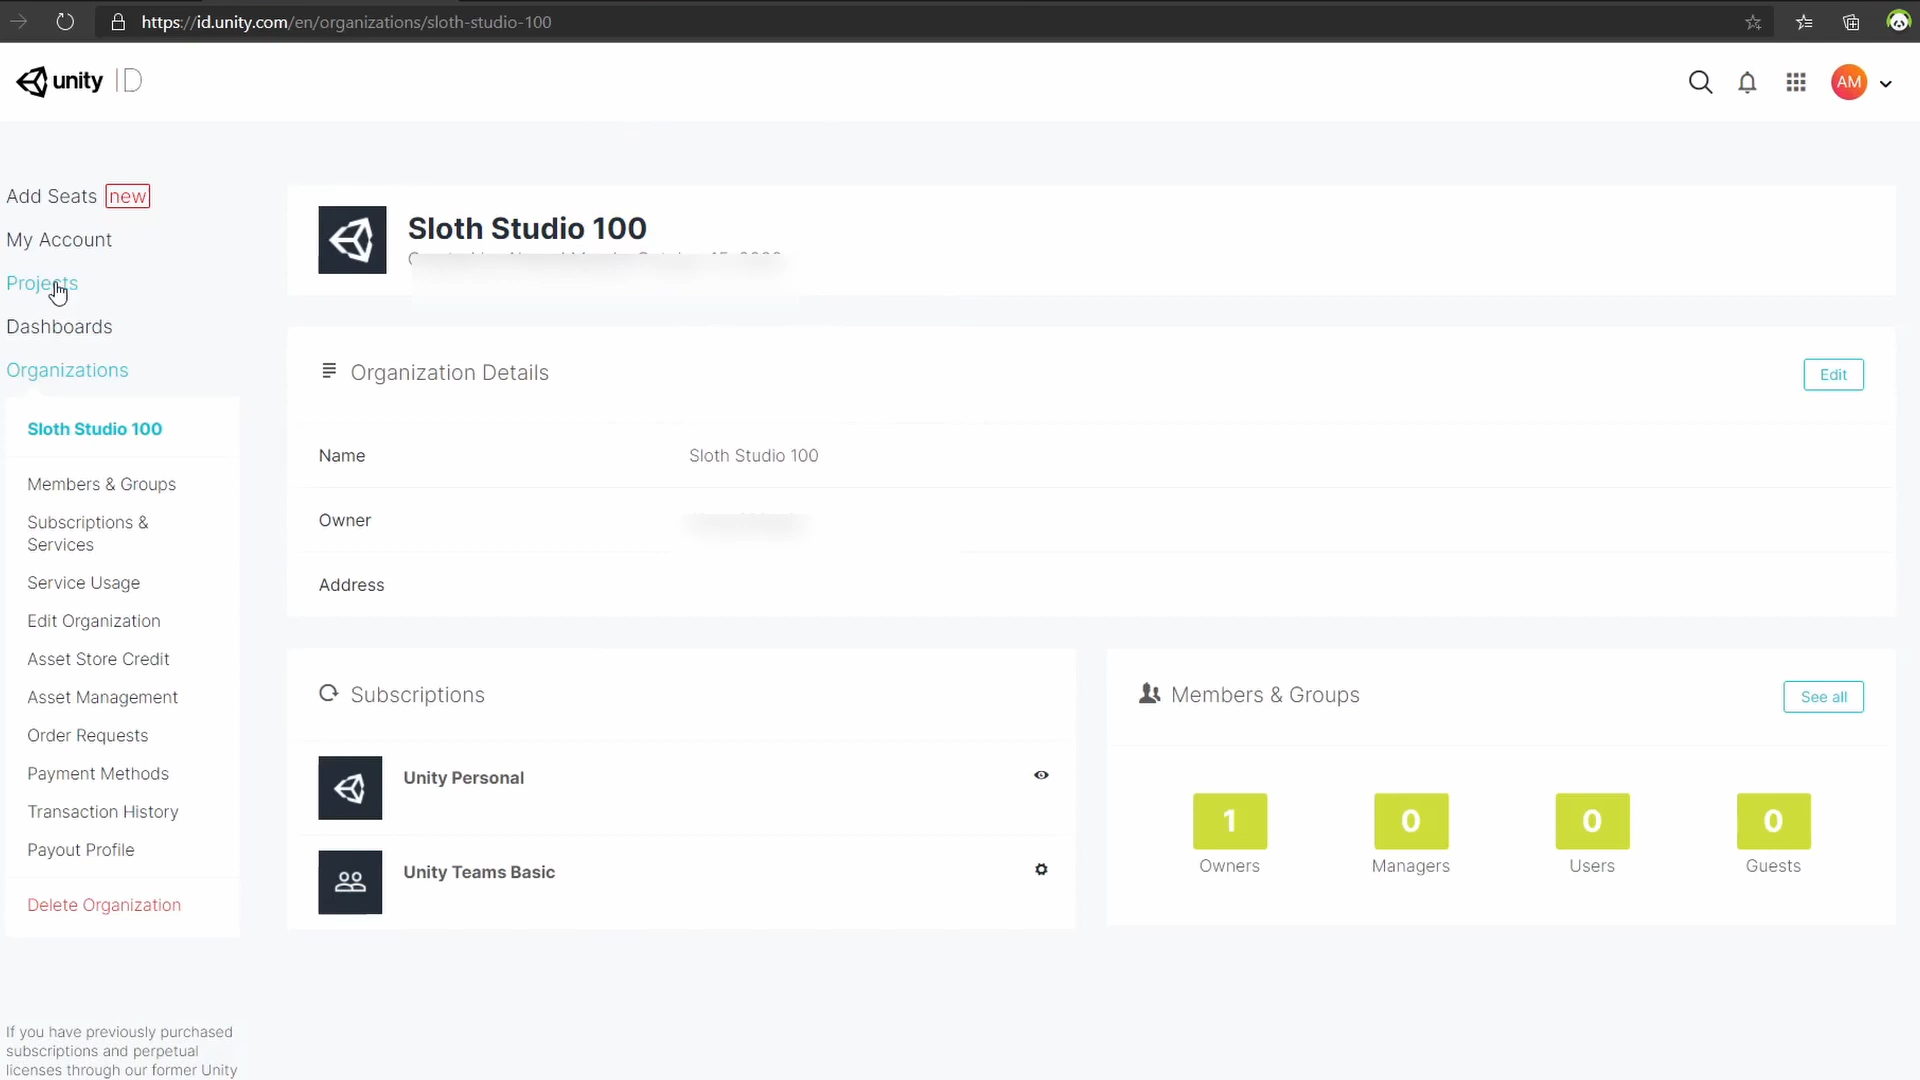 https://id.unity.com/en/organizations/sloth-studio-100
unity ID
AM
Add Seats new
My Account
Projects
Dashboards
Organizations
Sloth Studio 100
Members & Groups
Subscriptions &
Services
Service Usage
Edit Organization
Asset Store Credit
Asset Management
Order Requests
Payment Methods
Transaction History
Payout Profile
Delete Organization
If you have previously purchased
subscriptions and perpetual
licenses through our former Unity
Sloth Studio 100
Organization Details
Edit
Name
Sloth Studio 100
Owner
Address
Subscriptions
Unity Personal
Unity Teams Basic
Members & Groups
See all
1
0
0
0
Owners
Managers
Users
Guests